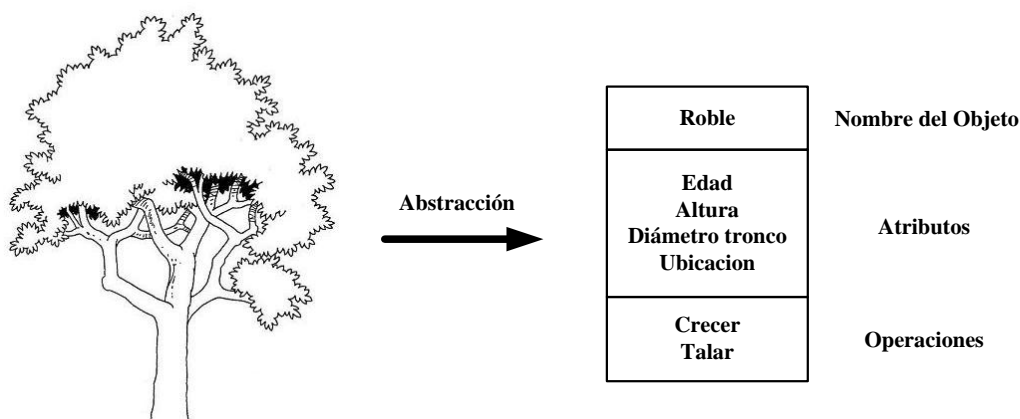 Abstracción
Roble
Nombre del Objeto
Edad
Altura
Diámetro tronco
Ubicacion
Atributos
Crecer
Talar
Operaciones